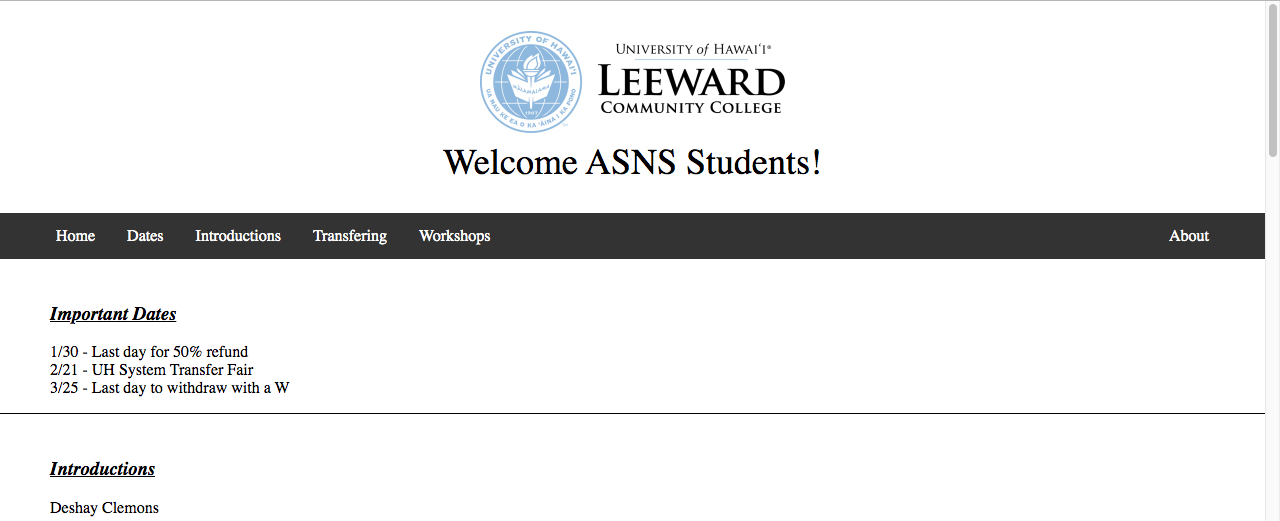 UNIVERSITY OF HAWAI'I
UA MAU KE EA O KA 'ĀINA I KA PONO
MALAMALAMA
1907
™
UNIVERSITY of HAWAI‘I®
LEEWARD
COMMUNITY COLLEGE
Welcome ASNS Students!
Home Dates Introductions Transfering Workshops About
Important Dates
1/30 - Last day for 50% refund
2/21 - UH System Transfer Fair
3/25 - Last day to withdraw with a W
Introductions
Deshay Clemons